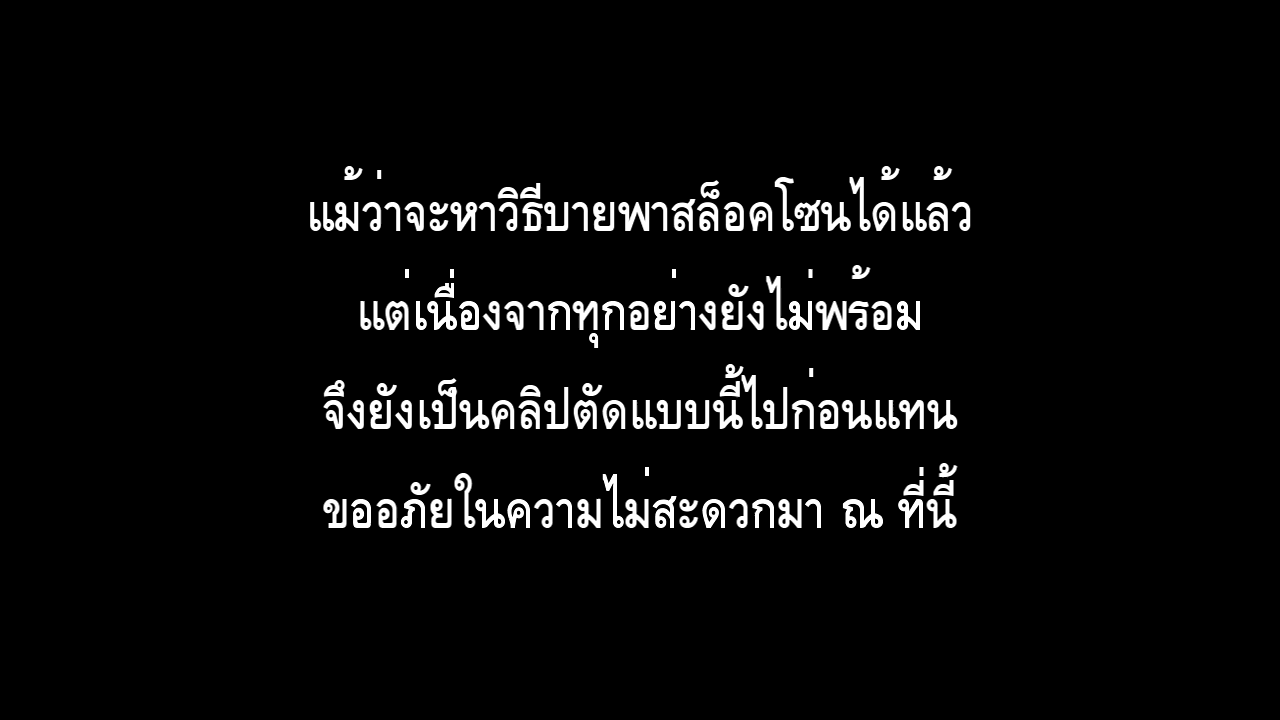 แม้ว่าจะหาวิธีบายพาสล็อคโซนได้แล้ว
แต่เนื่องจากทุกอย่างยังไม่พร้อม
จึงยังเป็นคลิปตัดแบบนี้ไปก่อนแทน
ขออภัยในความไม่สะดวกมา ณ ที่นี้